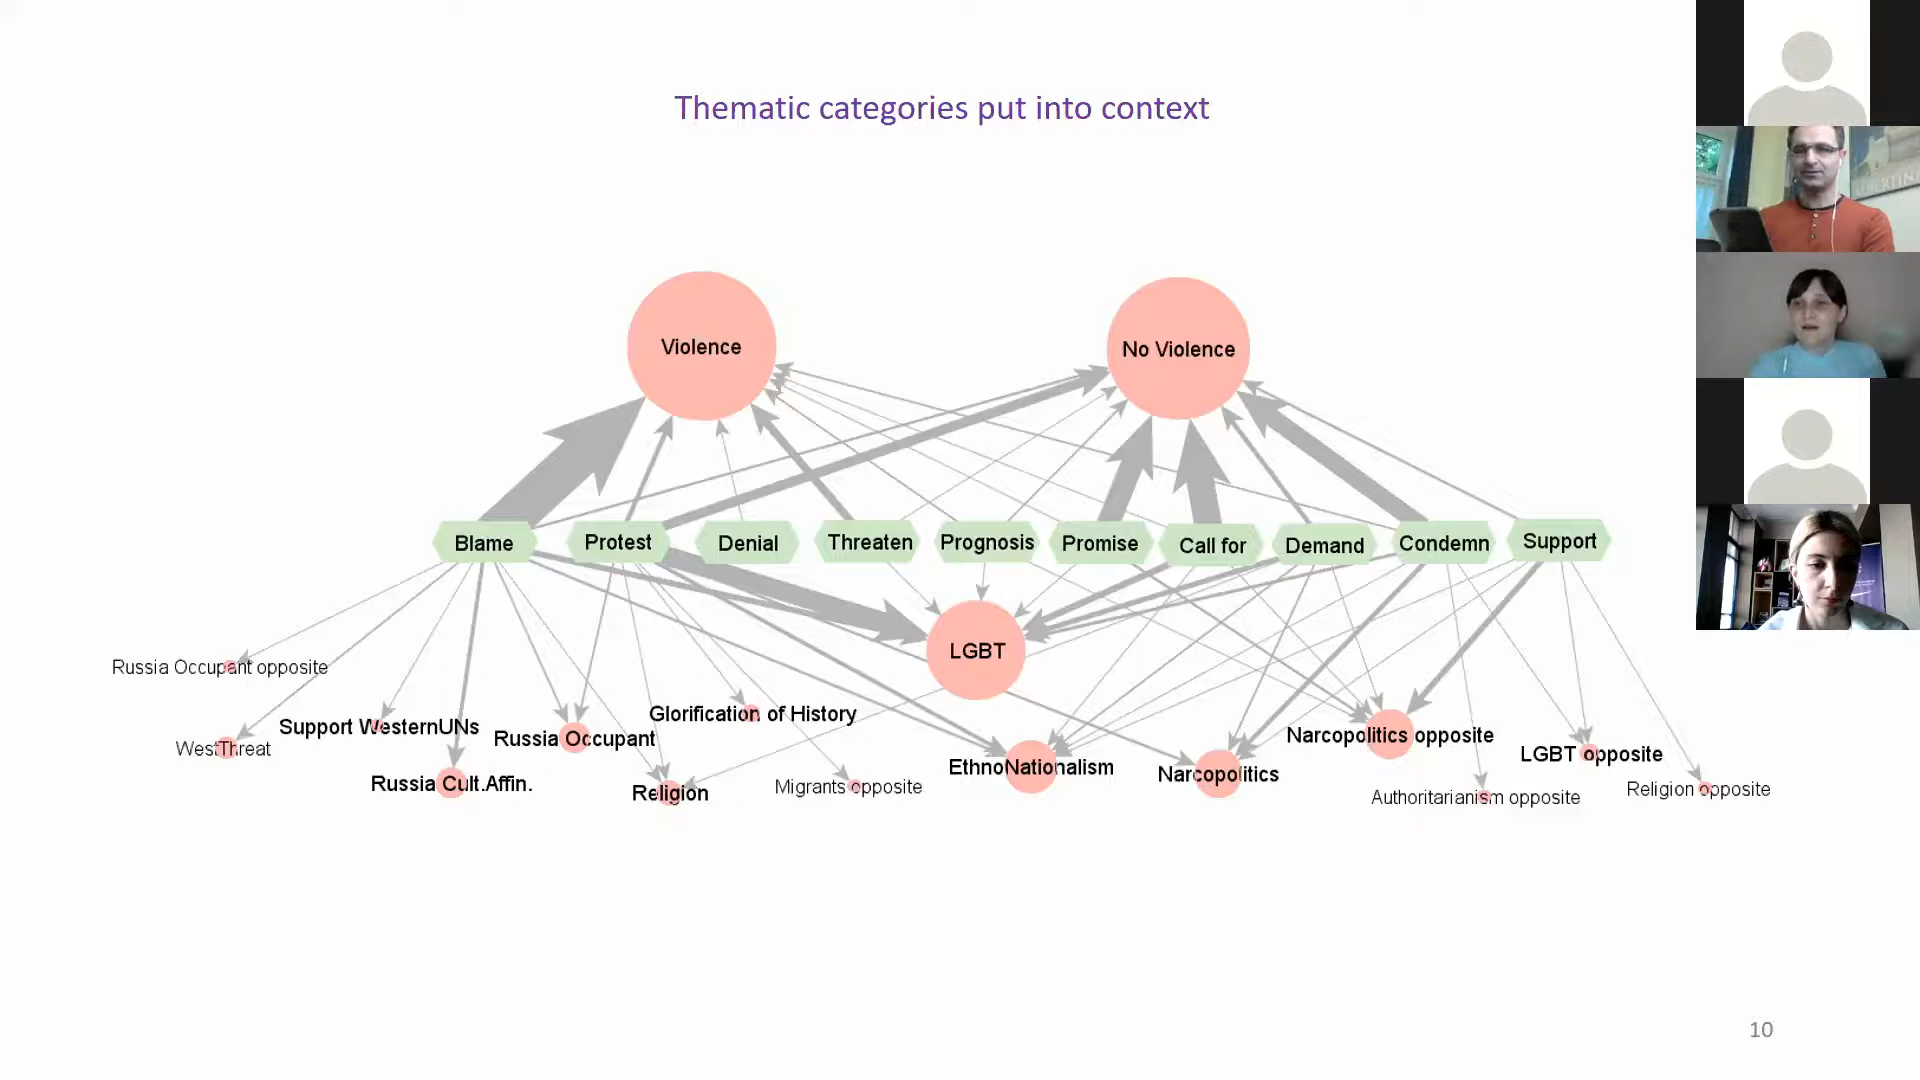 Thematic categories put into context
Violence
No Violence
Blame
Protest
Denial
Threaten
Prognosis
Promise
Call for
Demand
Condemn
Support
LGBT
Russia Occupant opposite
WestThreat
Support WesternUNs
Russia Cult.Affin.
Russia Occupant
Glorification of History
Religion
Migrants opposite
EthnoNationalism
Narcopolitics
Narcopolitics opposite
LGBT opposite
Authoritarianism opposite
Religion opposite
10